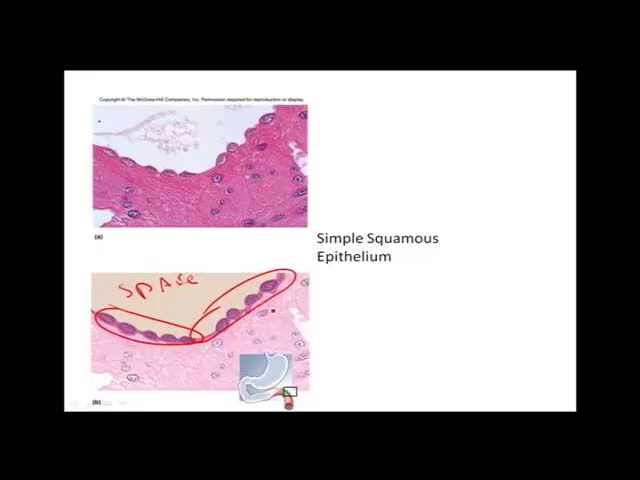 Copyright © The McGraw-Hill Companies, Inc. Permission required for reproduction or display.
(a)
Simple Squamous
Epithelium
SPACE
(b)